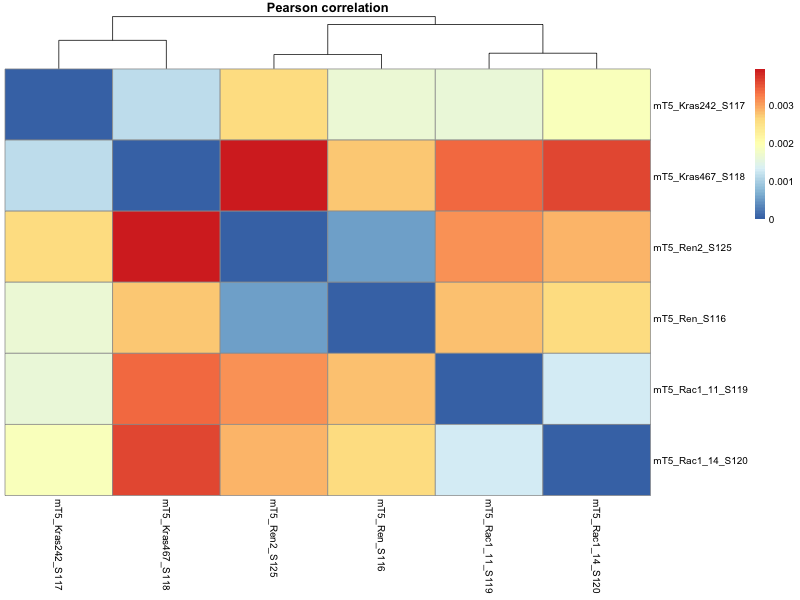 Pearson correlation
mT5_Kras242_S117
mT5_Kras467_S118
mT5_Ren2_S125
mT5_Ren_S116
mT5_Rac1_11_S119
mT5_Rac1_14_S120
0.003
0.002
0.001
0
mT5_Kras242_S117
mT5_Kras467_S118
mT5_Ren2_S125
mT5_Ren_S116
mT5_Rac1_11_S119
mT5_Rac1_14_S120